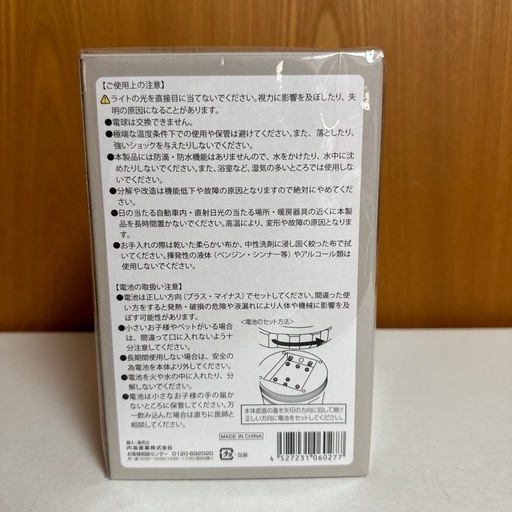 【ご使用上の注意】
ライトの光を直接目に当てないでください。視力に影響を及ぼしたり、失
明の原因になることがあります。
●電球は交換できません。
●極端な温度条件下での使用や保管は避けてください。また、落としたり、
強いショックを与えたりしないでください。
●本製品には防滴・防水機能はありませんので、水をかけたり、水中に沈
めたりしないでください。また、浴室など、湿気の多いところでは使用しな
いでください。
●分解や改造は機能低下や故障の原因となりますので絶対にやめてくだ
さい。
●日の当たる自動車内・直射日光の当たる場所・暖房器具の近くに本製
品を長時間置かないでください。高温により、変形や故障の原因になりま
す。
●お手入れの際は乾いた柔らかい布か、中性洗剤に浸し固く絞った布で拭
いてください。揮発性の液体（ベンジン・シンナー等）やアルコール類は
使用しないでください。
【電池の取扱い注意】
●電池は正しい方向（プラス・マイナス）でセットしてください。間違った使
い方をすると発熱・破損の危険や液漏れにより人体や機械に影響を及
ぼす可能性があります。
●小さいお子様やペットがいる場合
は、間違って口に入れないよう十
分注意してください。
●長期間使用しない場合は、安全の
為電池を本体から外してください。
●電池を火や水の中に入れたり、分
解しないでください。
●電池は小さなお子様の手の届か
ないところに保管してください。万
一飲み込んだ場合は直ちに医師と
相談してください。
<電池のセット方法>
本体底面の蓋を矢印の方向に回して開け
正しい方向に電池をセットしてください。
輸入・販売元
内海産業株式会社
お客様相談センター 0120-692020
MADE IN CHINA
外装
4 527231 060277